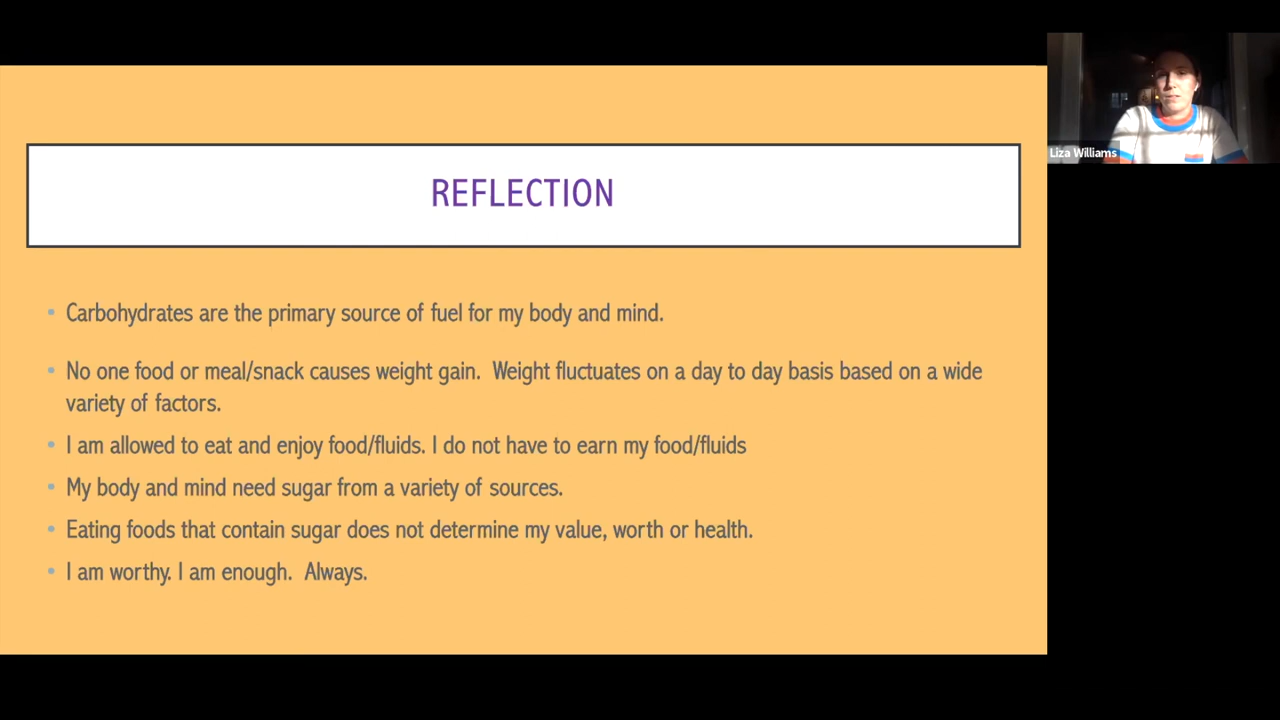 REFLECTION
Liza Williams
Carbohydrates are the primary source of fuel for my body and mind.
No one food or meal/snack causes weight gain.  Weight fluctuates on a day to day basis based on a wide
variety of factors.
I am allowed to eat and enjoy food/fluids. I do not have to earn my food/fluids
My body and mind need sugar from a variety of sources.
Eating foods that contain sugar does not determine my value, worth or health.
I am worthy. I am enough.  Always.